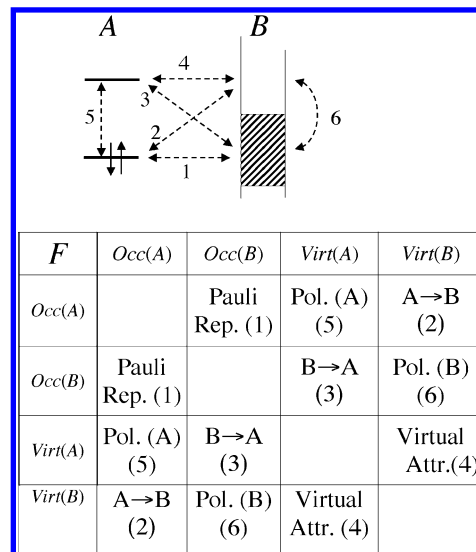 A B
4
3
5
2
6
1
F Occ(A) Occ(B) Virt(A) Virt(B)
Occ(A) Pauli Rep. (1) Pol. (A) (5) A→B (2)
Occ(B) Pauli Rep. (1) B→A (3) Pol. (B) (6)
Virt(A) Pol. (A) (5) B→A (3) Virtual Attr.(4)
Virt(B) A→B (2) Pol. (B) (6) Virtual Attr. (4)